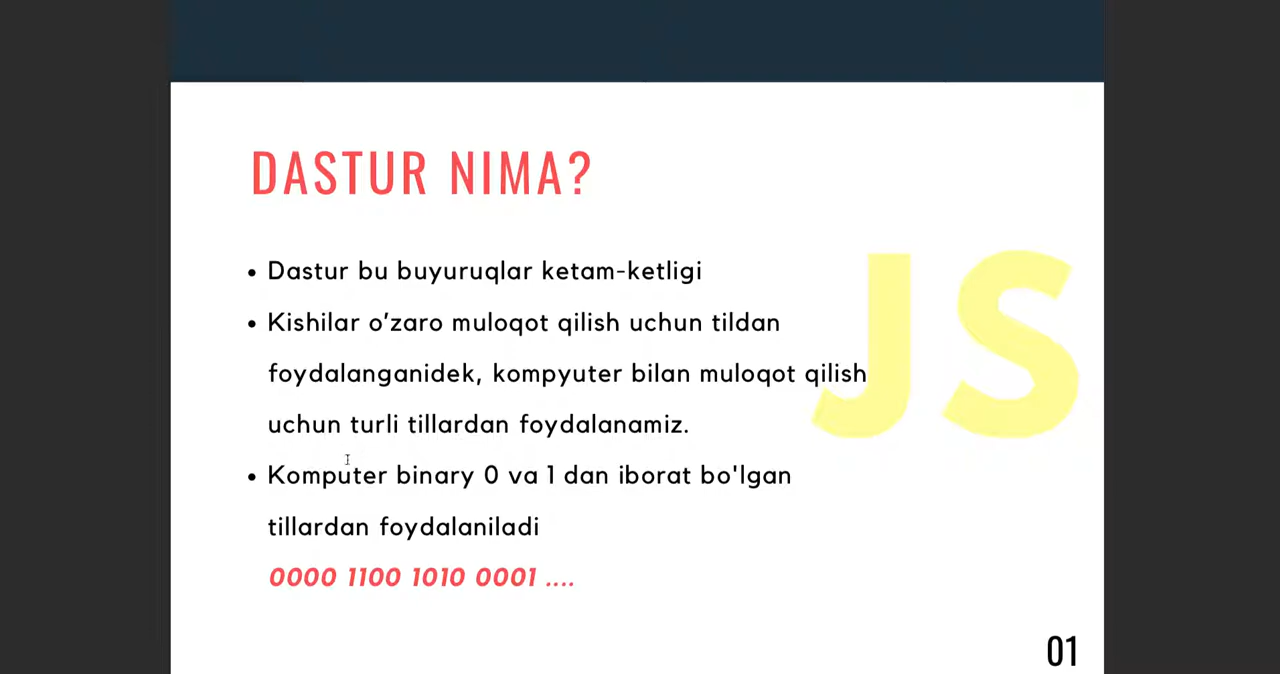 DASTUR NIMA?
• Dastur bu buyuruqlar ketam-ketligi
• Kishilar o’zaro muloqot qilish uchun tildan
foydalanganidek, kompyuter bilan muloqot qilish
uchun turli tillardan foydalanamiz.
• Komputer binary 0 va 1 dan iborat bo'lgan
tillardan foydalaniladi
0000 1100 1010 0001 ....
JS
01